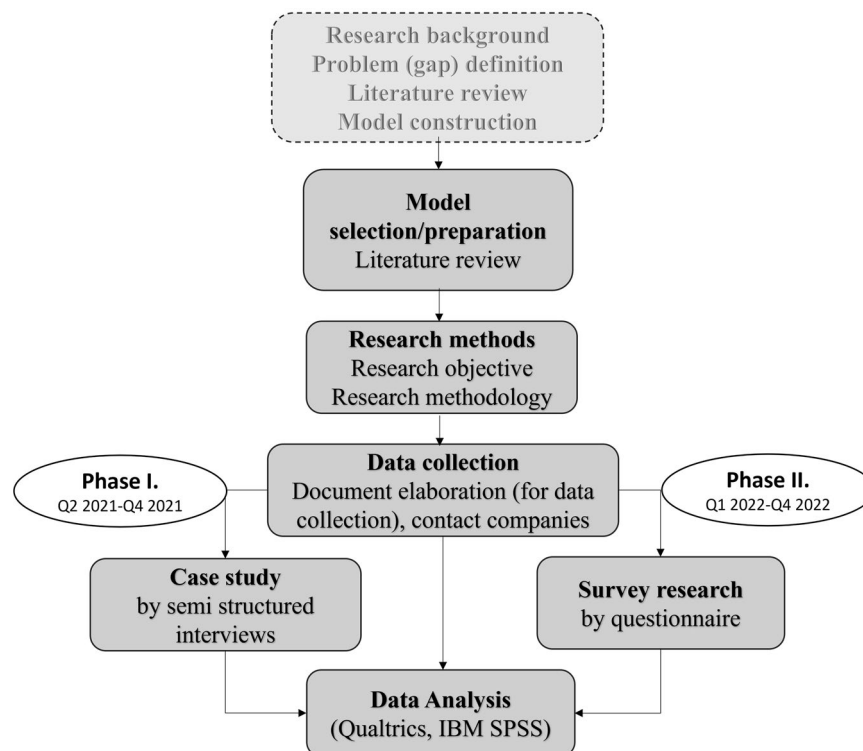 Research background
Problem (gap) definition
Literature review
Model construction
Model
selection/preparation
Literature review
Research methods
Research objective
Research methodology
Data collection
Document elaboration (for data
collection), contact companies
Phase I.
Q2 2021-Q4 2021
Phase II.
Q1 2022-Q4 2022
Case study
by semi structured
interviews
Survey research
by questionnaire
Data Analysis
(Qualtrics, IBM SPSS)